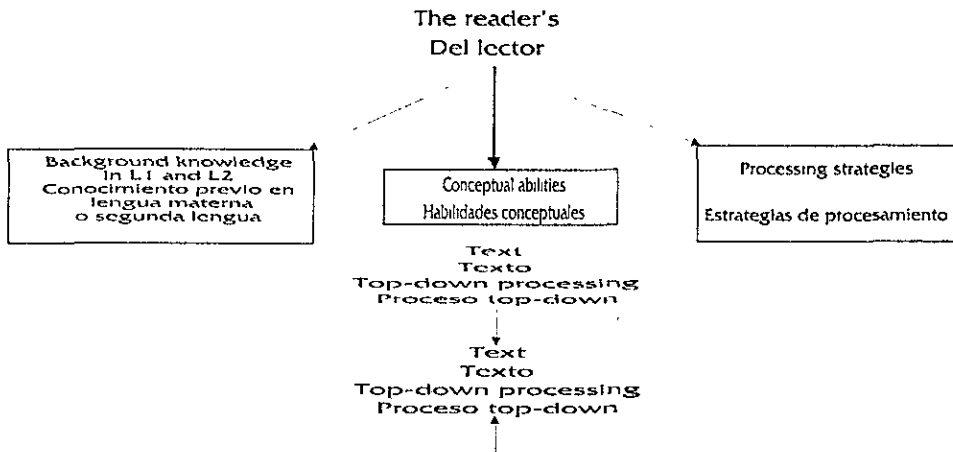 The reader's
Del lector
Background knowledge
in L1 and L2
Conocimiento previo en
lengua materna
o segunda lengua
Conceptual abilities
Habilidades conceptuales
Processing strategies
Estrategias de procesamiento
Text
Texto
Top-down processing
Proceso top-down
Text
Texto
Top-down processing
Proceso top-down